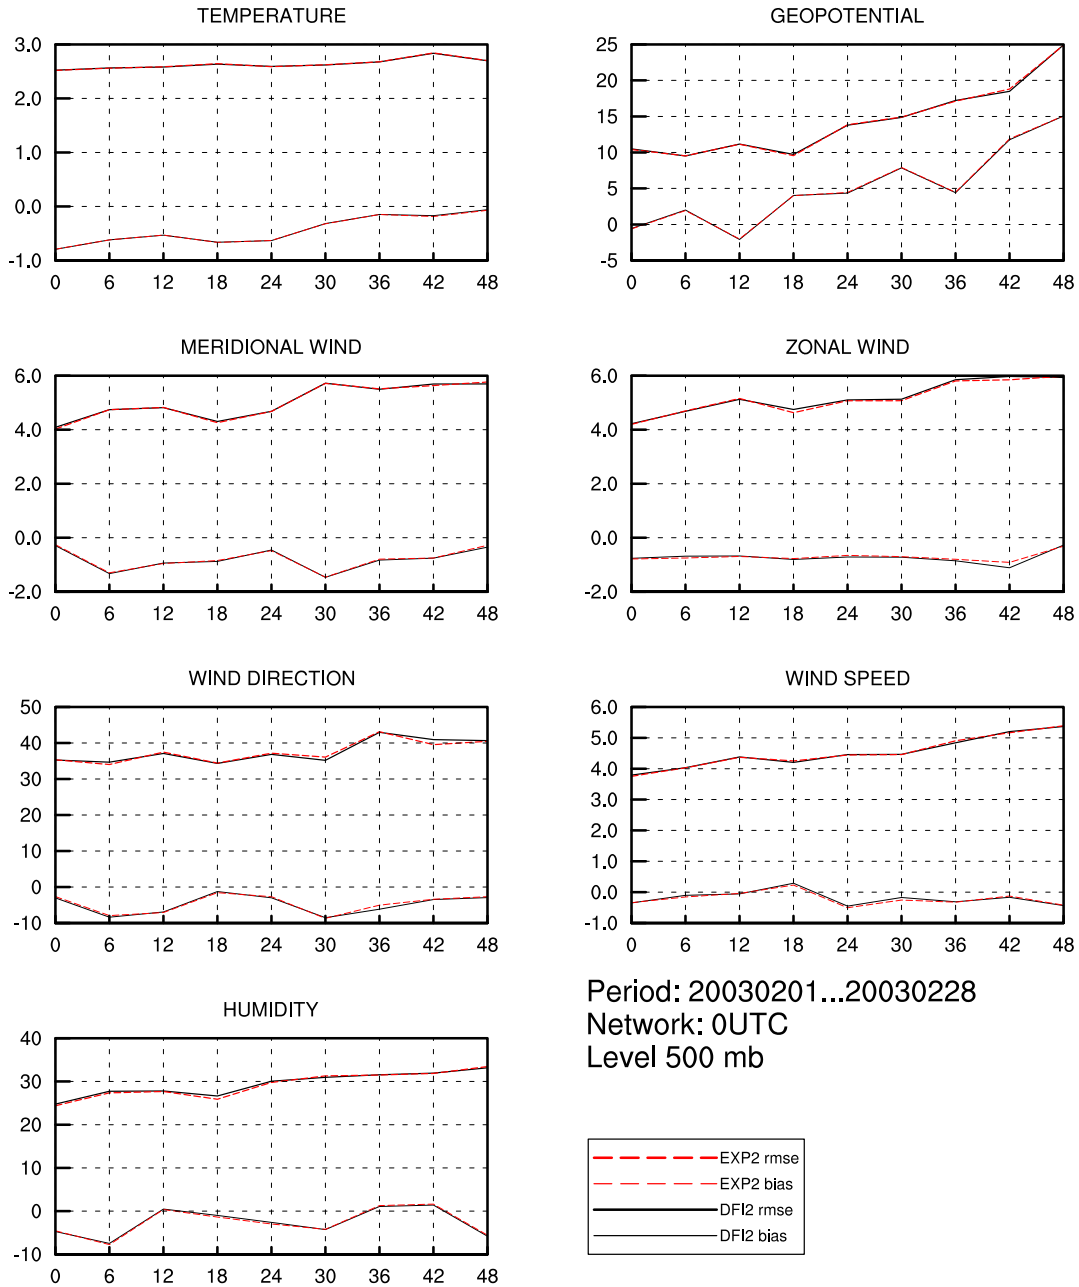 TEMPERATURE
3.0
2.0
1.0
0.0
-1.0
0 6 12 18 24 30 36 42 48
GEOPOTENTIAL
25
20
15
10
5
0
-5
0 6 12 18 24 30 36 42 48
MERIDIONAL WIND
6.0
4.0
2.0
0.0
-2.0
0 6 12 18 24 30 36 42 48
ZONAL WIND
6.0
4.0
2.0
0.0
-2.0
0 6 12 18 24 30 36 42 48
WIND DIRECTION
50
40
30
20
10
0
-10
0 6 12 18 24 30 36 42 48
WIND SPEED
6.0
5.0
4.0
3.0
2.0
1.0
0.0
-1.0
0 6 12 18 24 30 36 42 48
HUMIDITY
40
30
20
10
0
-10
0 6 12 18 24 30 36 42 48
Period: 20030201...20030228
Network: 0UTC
Level 500 mb
EXP2 rmse
EXP2 bias
DFI2 rmse
DFI2 bias